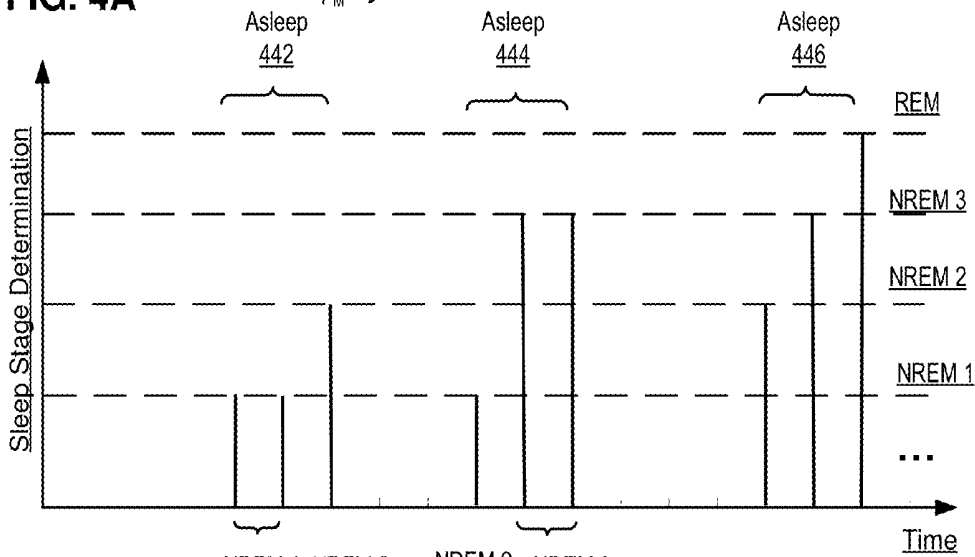 FIG. 4A
M
Asleep
442
Asleep
444
Asleep
446
Sleep Stage Determination
REM
NREM 3
NREM 2
NREM 1
...
Time